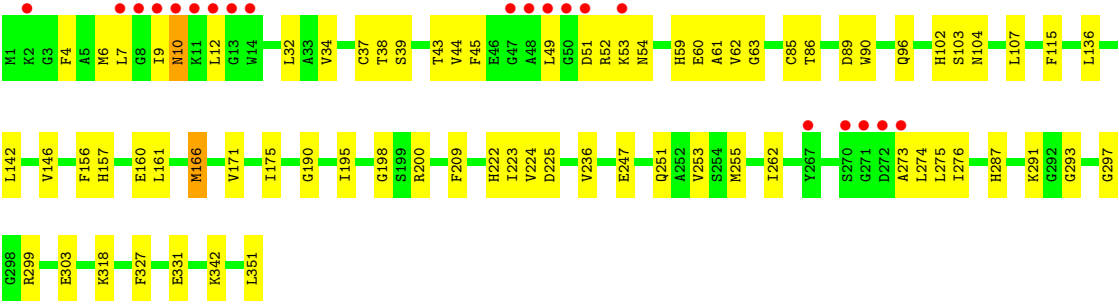 M1 K2 G3 F4 A5 M6 L7 G8 I9 N10 K11 L12 G13 W14 L32 A33 V34 C37 T38 S39 T43 V44 F45 E46 G47 A48 L49 G50 D51 R52 K53 N54 H59 E60 A61 V62 G63 C85 T86 D89 W90 Q96 H102 S103 N104 L107 F115 L136
L142 V146 F156 H157 E160 L161 M166 V171 I175 G190 I195 G198 S199 R200 F209 H222 I223 V224 D225 V236 E247 Q251 A252 V253 S254 M255 I262 Y267 S270 G271 D272 A273 L274 L275 I276 H287 K291 G292 G293 G297
G298 R299 E303 K318 F327 E331 K342 L351